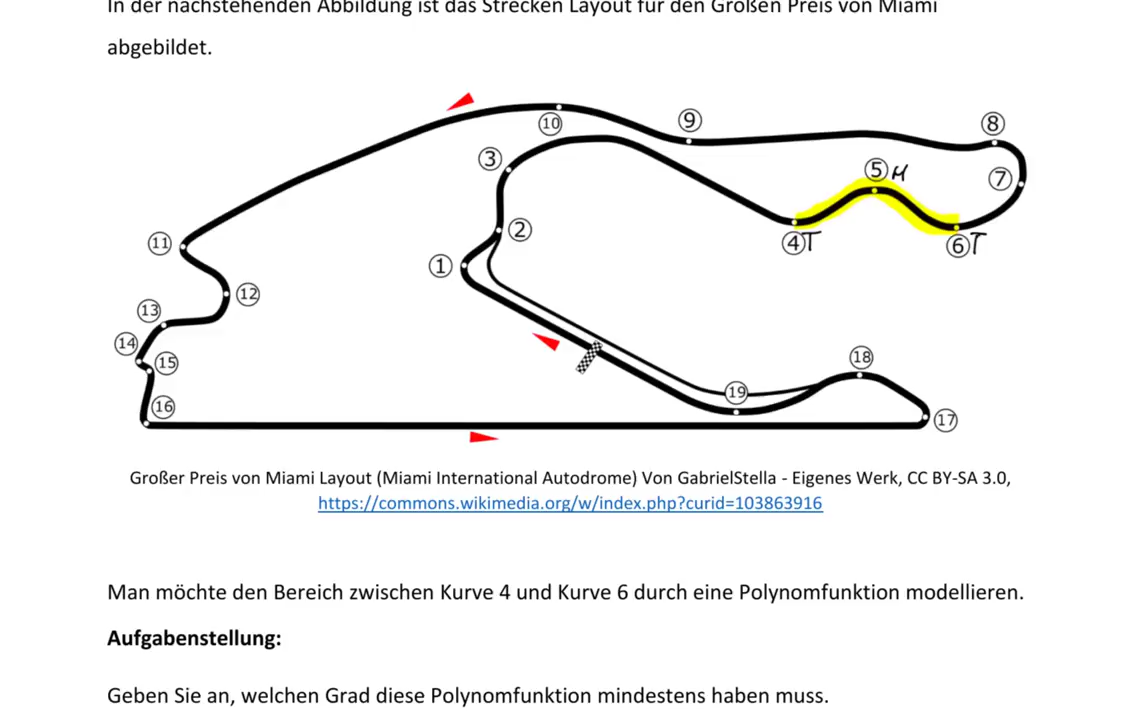 In der nachstehenden Abbildung ist das Strecken Layout für den Großen Preis von Miami
abgebildet.
10
9
8
3
5 H
7
2
4 T
6 T
11
1
12
13
14
15
18
19
16
17
Großer Preis von Miami Layout (Miami International Autodrome) Von GabrielStella - Eigenes Werk, CC BY-SA 3.0,
https://commons.wikimedia.org/w/index.php?curid=103863916
Man möchte den Bereich zwischen Kurve 4 und Kurve 6 durch eine Polynomfunktion modellieren.
Aufgabenstellung:
Geben Sie an, welchen Grad diese Polynomfunktion mindestens haben muss.